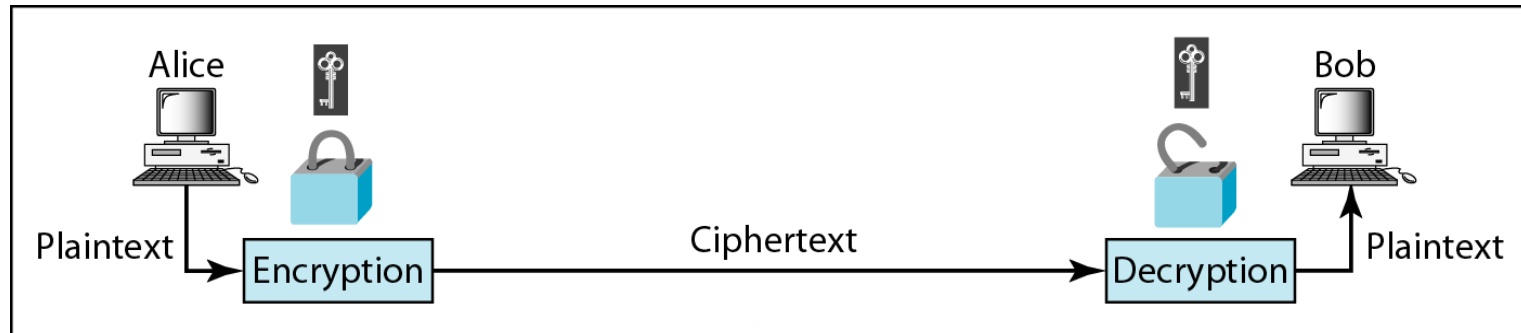 Alice
Bob
Plaintext
Encryption
Ciphertext
Decryption
Plaintext